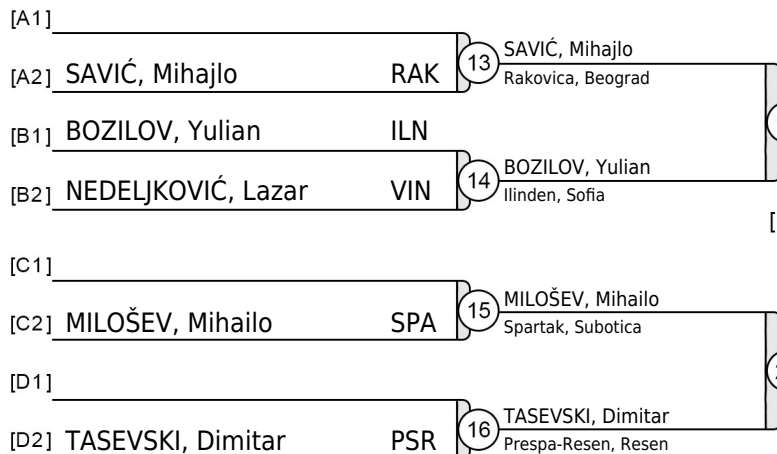 [A1]
[A2] SAVIĆ, Mihajlo RAK
13
SAVIĆ, Mihajlo
Rakovica, Beograd
[B1] BOZILOV, Yulian ILN
[B2] NEDELJKOVIĆ, Lazar VIN
14
BOZILOV, Yulian
Ilinden, Sofia
[
[C1]
[C2] MILOŠEV, Mihailo SPA
15
MILOŠEV, Mihailo
Spartak, Subotica
[D1]
[D2] TASEVSKI, Dimitar PSR
16
TASEVSKI, Dimitar
Prespa-Resen, Resen